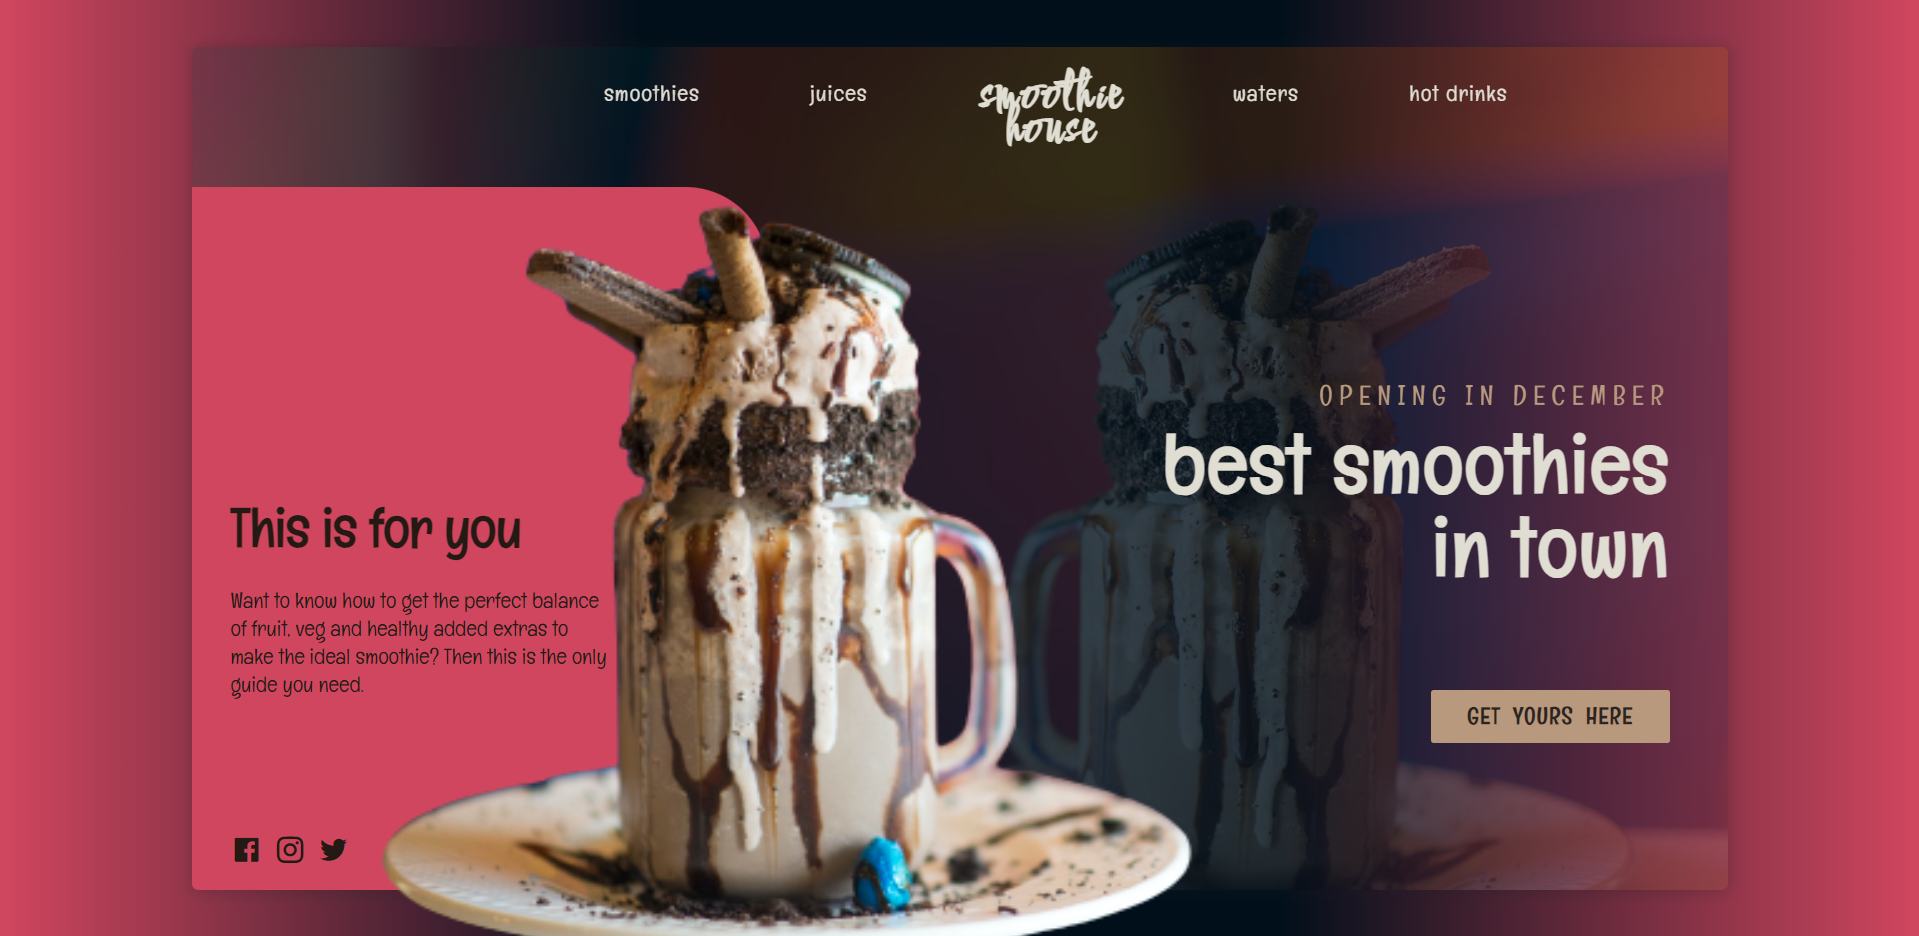 smoothies
juices
smoothie
house
waters
hot drinks
OPENING IN DECEMBER
best smoothies
in town
This is for you
Want to know how to get the perfect balance
of fruit, veg and healthy added extras to
make the ideal smoothie? Then this is the only
guide you need.
GET YOURS HERE